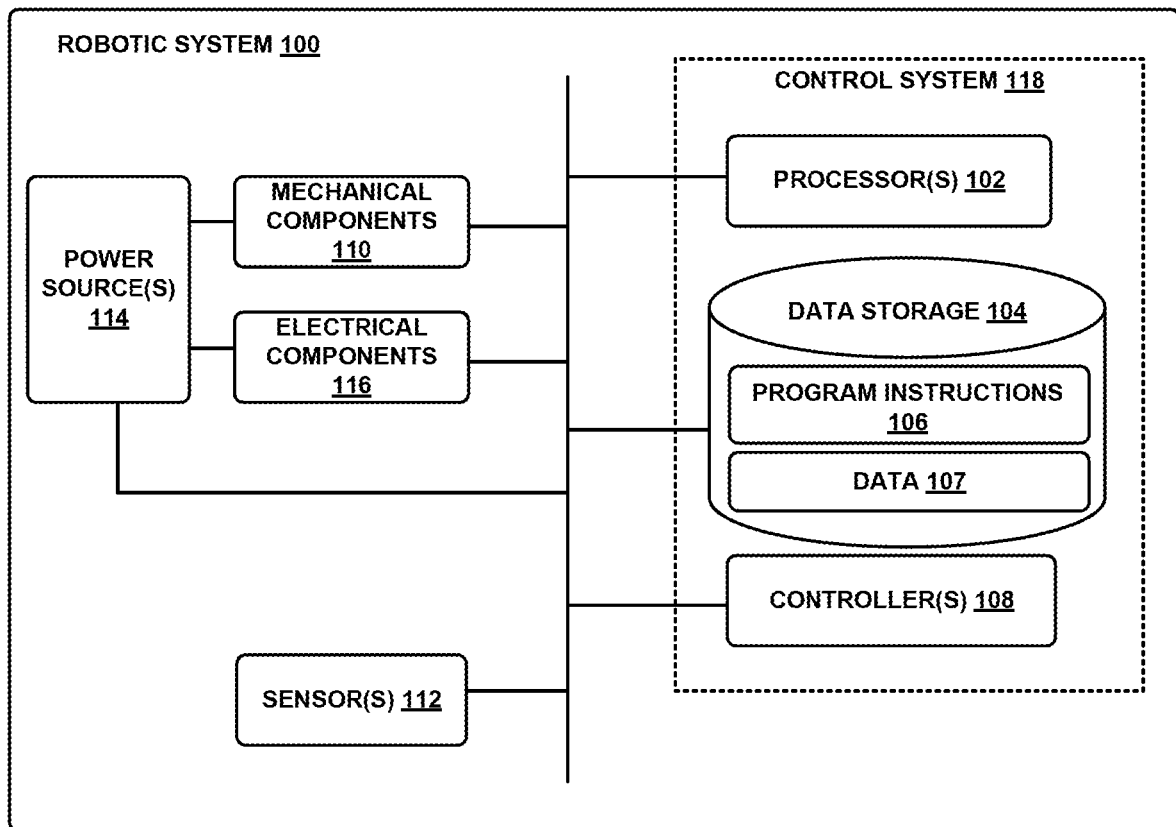 ROBOTIC SYSTEM 100
CONTROL SYSTEM 118
PROCESSOR(S) 102
MECHANICAL
COMPONENTS
110
POWER
SOURCE(S)
114
ELECTRICAL
COMPONENTS
116
DATA STORAGE 104
PROGRAM INSTRUCTIONS
106
DATA 107
CONTROLLER(S) 108
SENSOR(S) 112